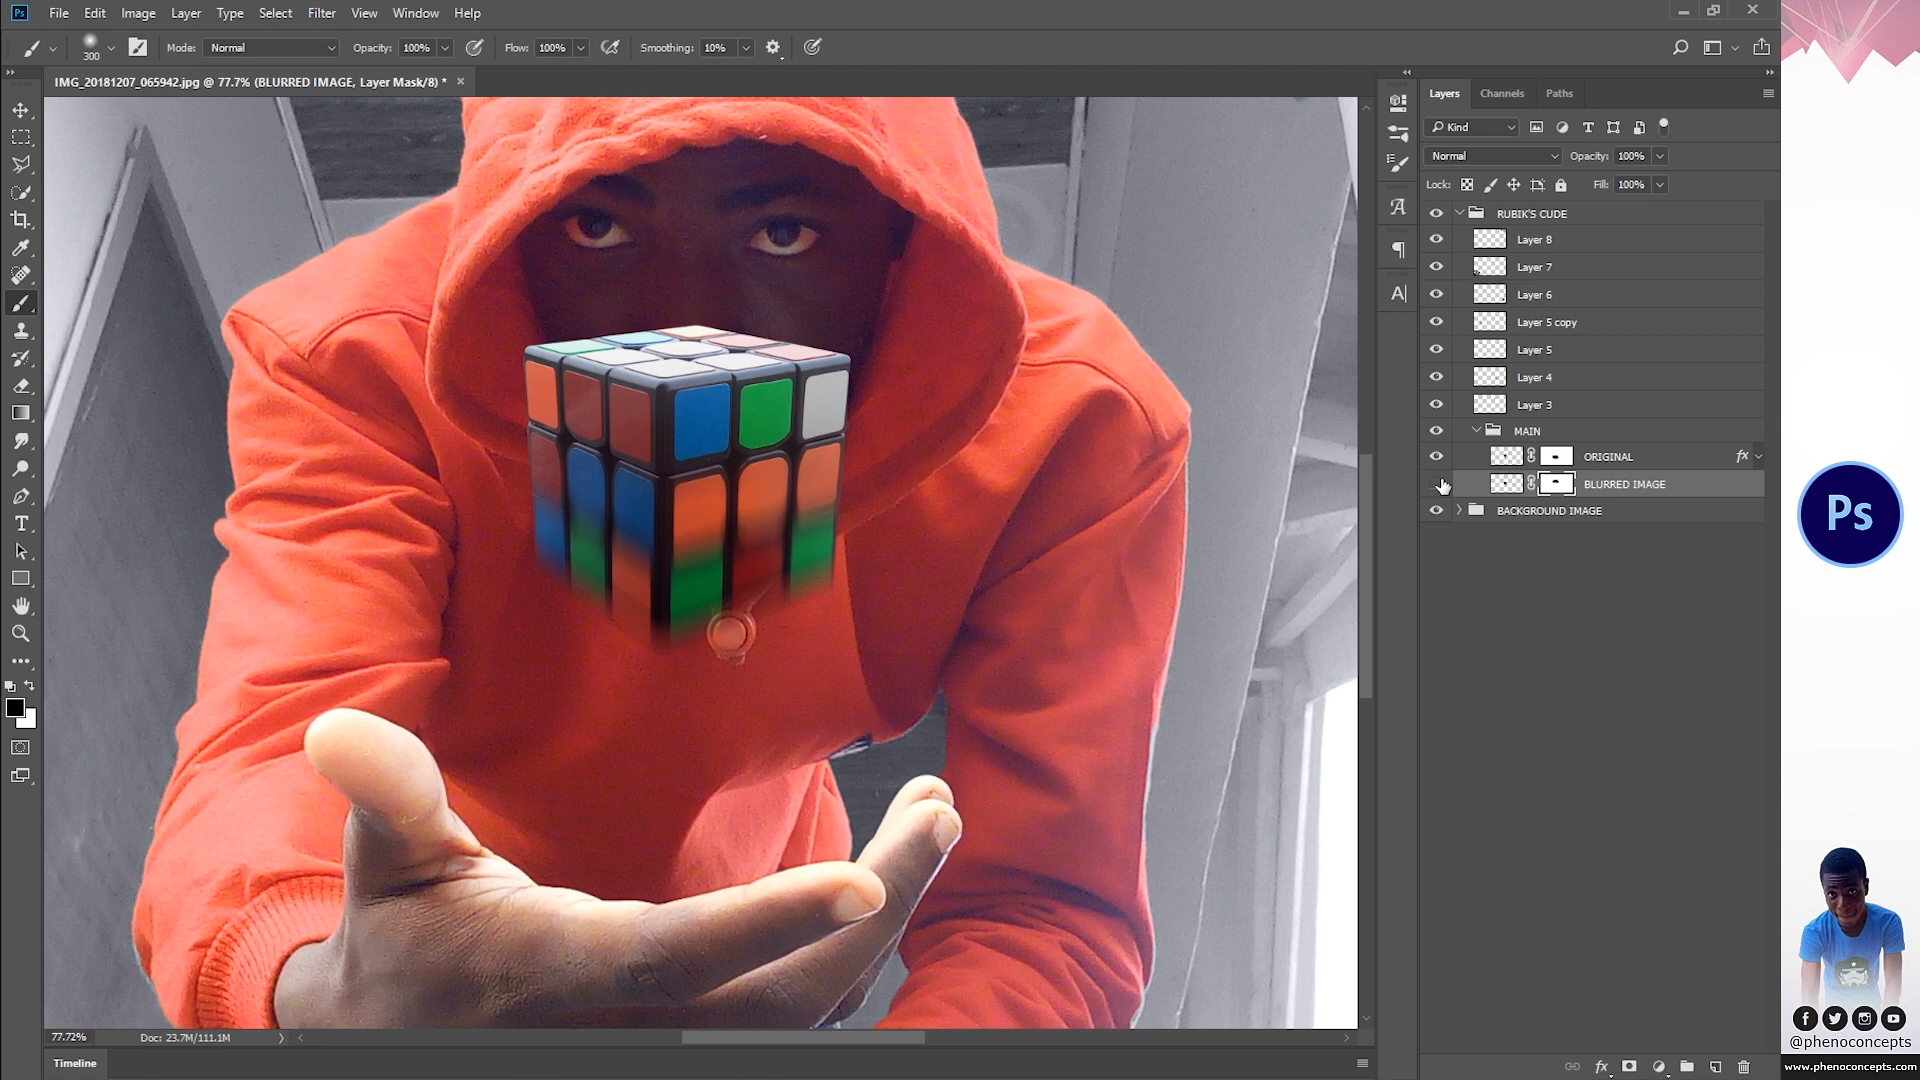 Ps File Edit Image Layer Type Select Filter View Window Help
300 Mode: Normal Opacity: 100% Flow: 100% Smoothing: 10%
IMG_20181207_065942.jpg @ 77.7% (BLURRED IMAGE, Layer Mask/8) * ×
Layers Channels Paths
Kind
Normal Opacity: 100%
Lock: Fill: 100%
RUBIK'S CUDE
Layer 8
Layer 7
Layer 6
Layer 5 copy
Layer 5
Layer 4
Layer 3
MAIN
ORIGINAL fx
BLURRED IMAGE
BACKGROUND IMAGE
Ps
77.72% Doc: 23.7M/111.1M
Timeline
fx
@phenoconcepts
www.phenoconcepts.com